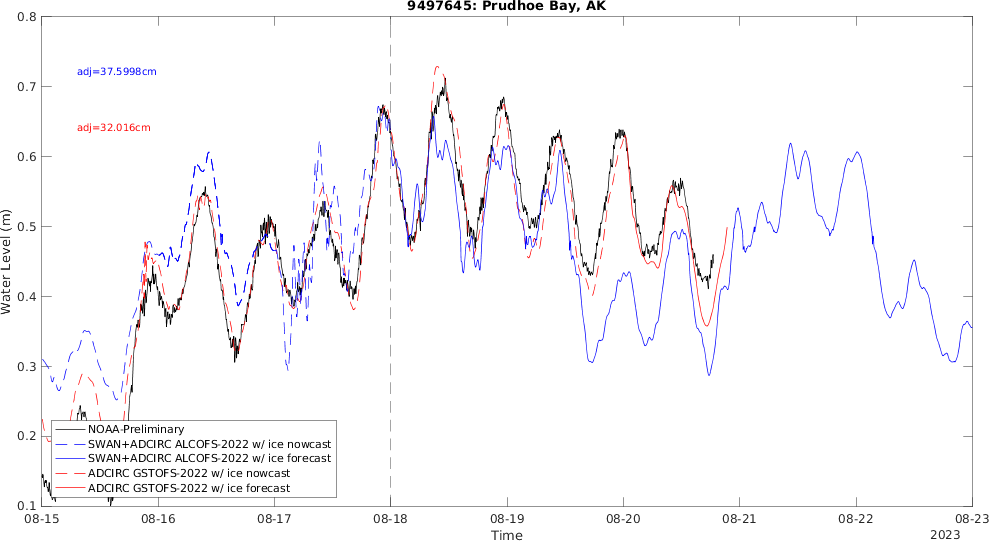 9497645: Prudhoe Bay, AK
0.8
0.7
0.6
0.5
0.4
0.3
0.2
0.1
Water Level (m)
adj=37.5998cm
adj=32.016cm
NOAA-Preliminary
SWAN+ADCIRC ALCOFS-2022 w/ ice nowcast
SWAN+ADCIRC ALCOFS-2022 w/ ice forecast
ADCIRC GSTOFS-2022 w/ ice nowcast
ADCIRC GSTOFS-2022 w/ ice forecast
08-15 08-16 08-17 08-18 08-19 08-20 08-21 08-22 08-23
Time
2023